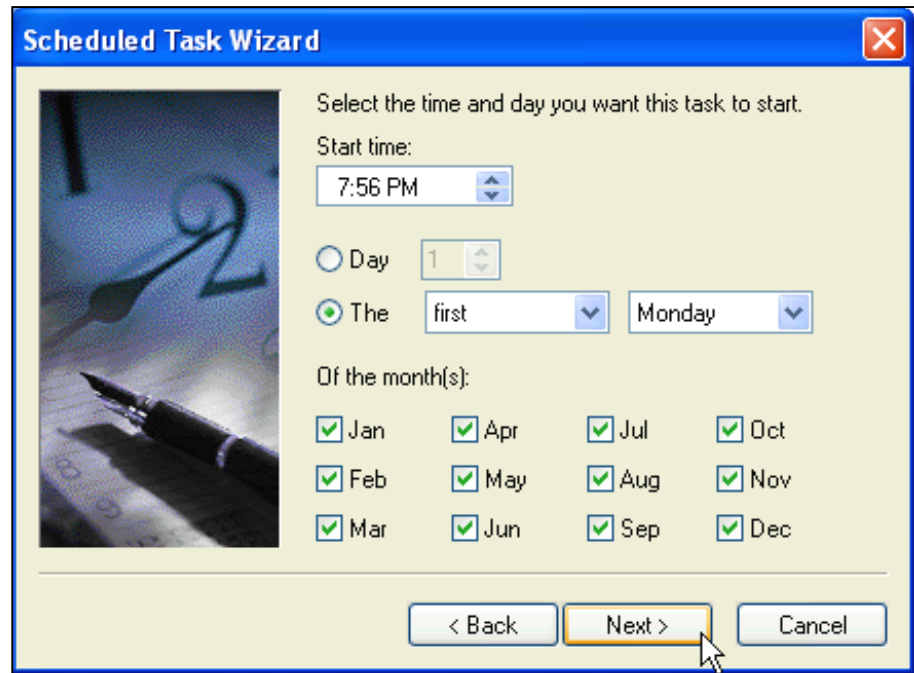 Scheduled Task Wizard
Select the time and day you want this task to start.
Start time:
7:56 PM
Day 1
The first Monday
Of the month(s):
Jan Apr Jul Oct
Feb May Aug Nov
Mar Jun Sep Dec
< Back Next > Cancel